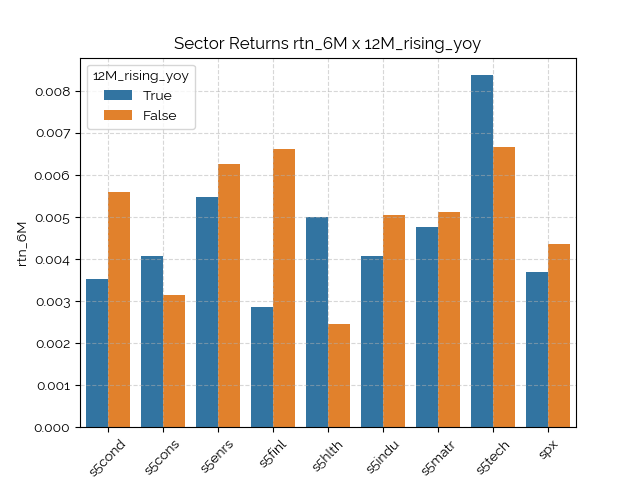 Sector Returns rtn_6M x 12M_rising_yoy
12M_rising_yoy
True
False
rtn_6M
0.008
0.007
0.006
0.005
0.004
0.003
0.002
0.001
0.000
s5cond
s5cons
s5enrs
s5finl
s5hlth
s5indu
s5matr
s5tech
spx